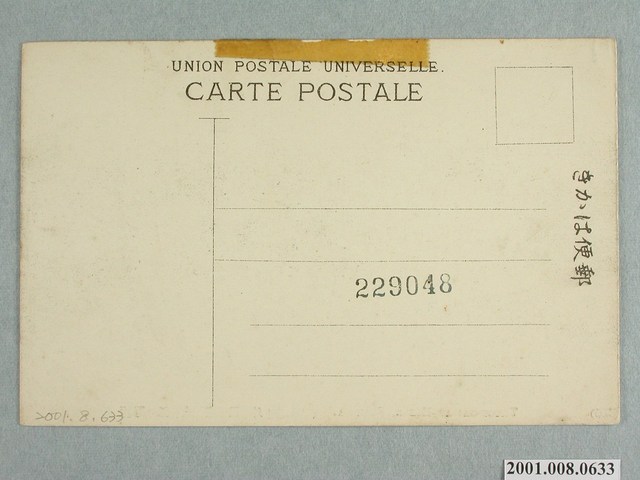 UNION POSTALE UNIVERSELLE.
CARTE POSTALE
きかは便郵
229048
2001.8.633
2001.008.0633